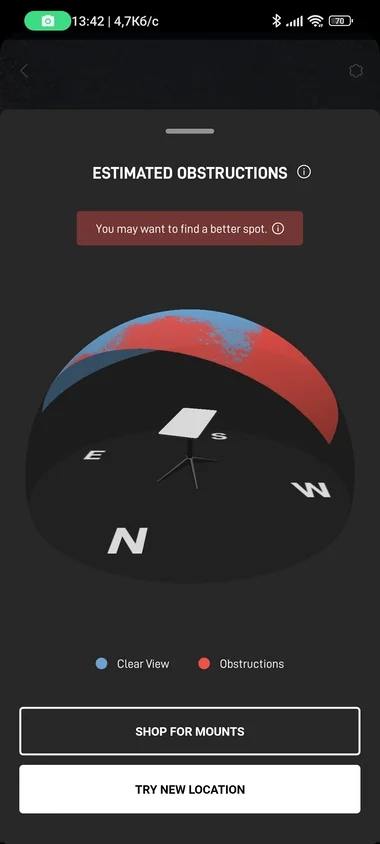 13:42 | 4,7Кб/с
70
ESTIMATED OBSTRUCTIONS
You may want to find a better spot.
S
E
W
N
Clear View
Obstructions
SHOP FOR MOUNTS
TRY NEW LOCATION